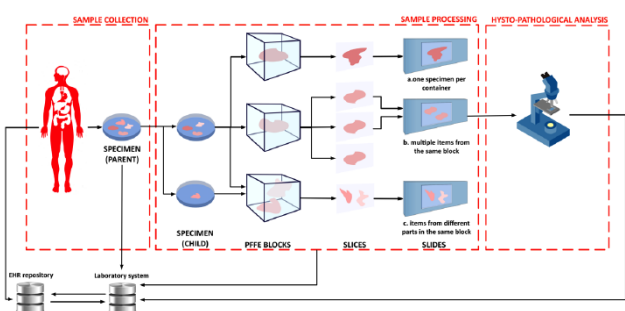 SAMPLE COLLECTION
SAMPLE PROCESSING
HYSTO-PATHOLOGICAL ANALYSIS
a.one specimen per
container
SPECIMEN
(PARENT)
b. multiple items from
the same block
c. items from different
parts in the same block
SPECIMEN
(CHILD)
PFFE BLOCKS
SLICES
SLIDES
EHR repository
Laboratory system